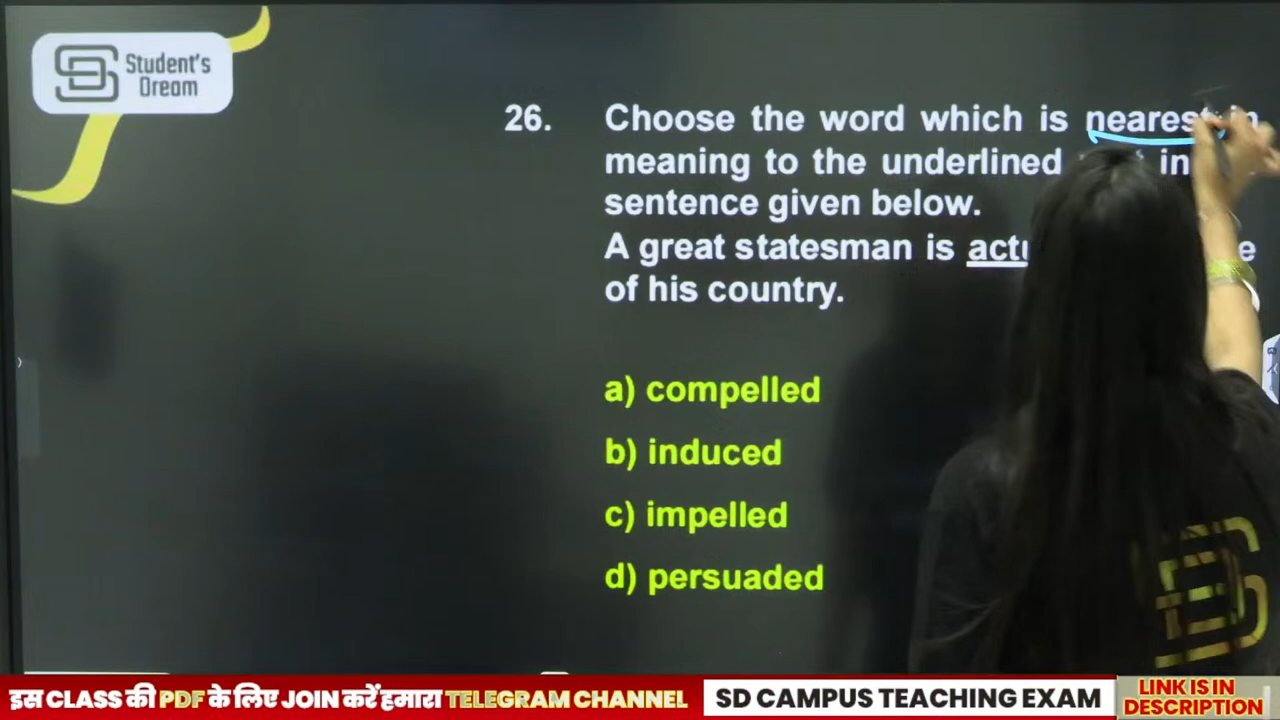 Student's
Dream
26. Choose the word which is nearest in
meaning to the underlined in
sentence given below.
A great statesman is
of his country.
a) compelled
b) induced
c) impelled
d) persuaded
इस CLASS की PDF के लिए JOIN करें हमारा TELEGRAM CHANNEL
SD CAMPUS TEACHING EXAM
LINK IS IN
DESCRIPTION